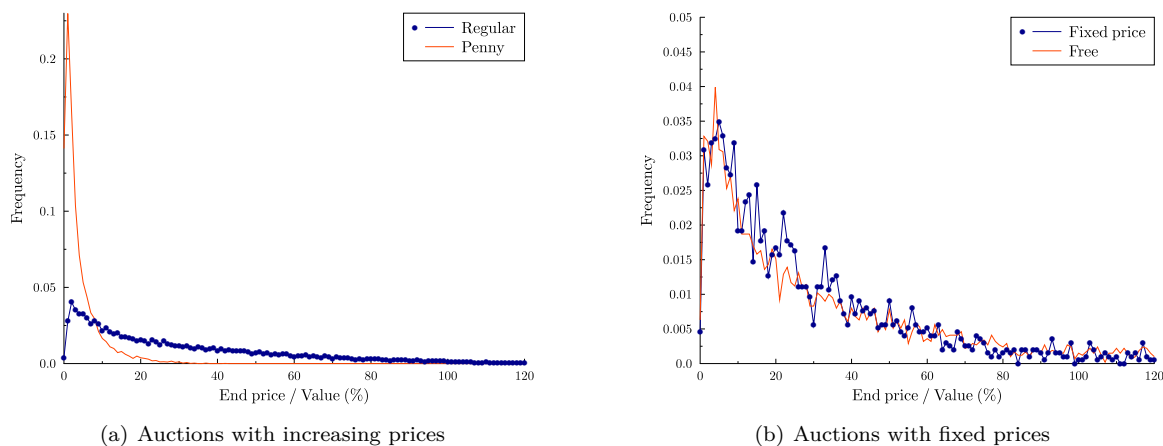 Regular
Penny
Frequency
0.2
0.15
0.1
0.05
0.0
0 20 40 60 80 100 120
End price / Value (%)
(a) Auctions with increasing prices
Fixed price
Free
Frequency
0.05
0.045
0.04
0.035
0.03
0.025
0.02
0.015
0.01
0.005
0.0
0 20 40 60 80 100 120
End price / Value (%)
(b) Auctions with fixed prices